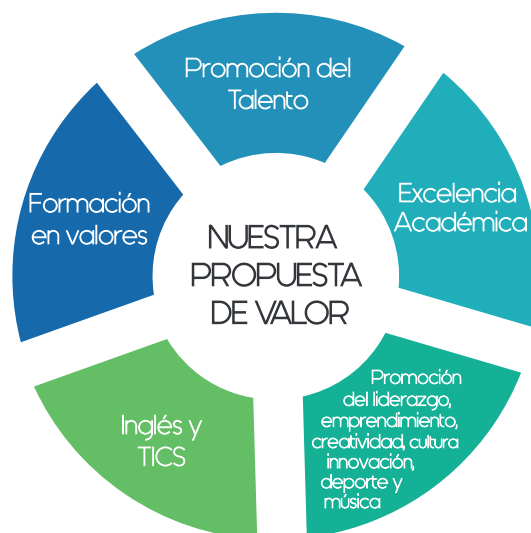 Promoción del
Talento
Excelencia
Académica
Formación
en valores
NUESTRA
PROPUESTA
DE VALOR
Promoción
del liderazgo,
emprendimiento,
creatividad, cultura
innovación,
deporte y
música
Inglés y
TICS